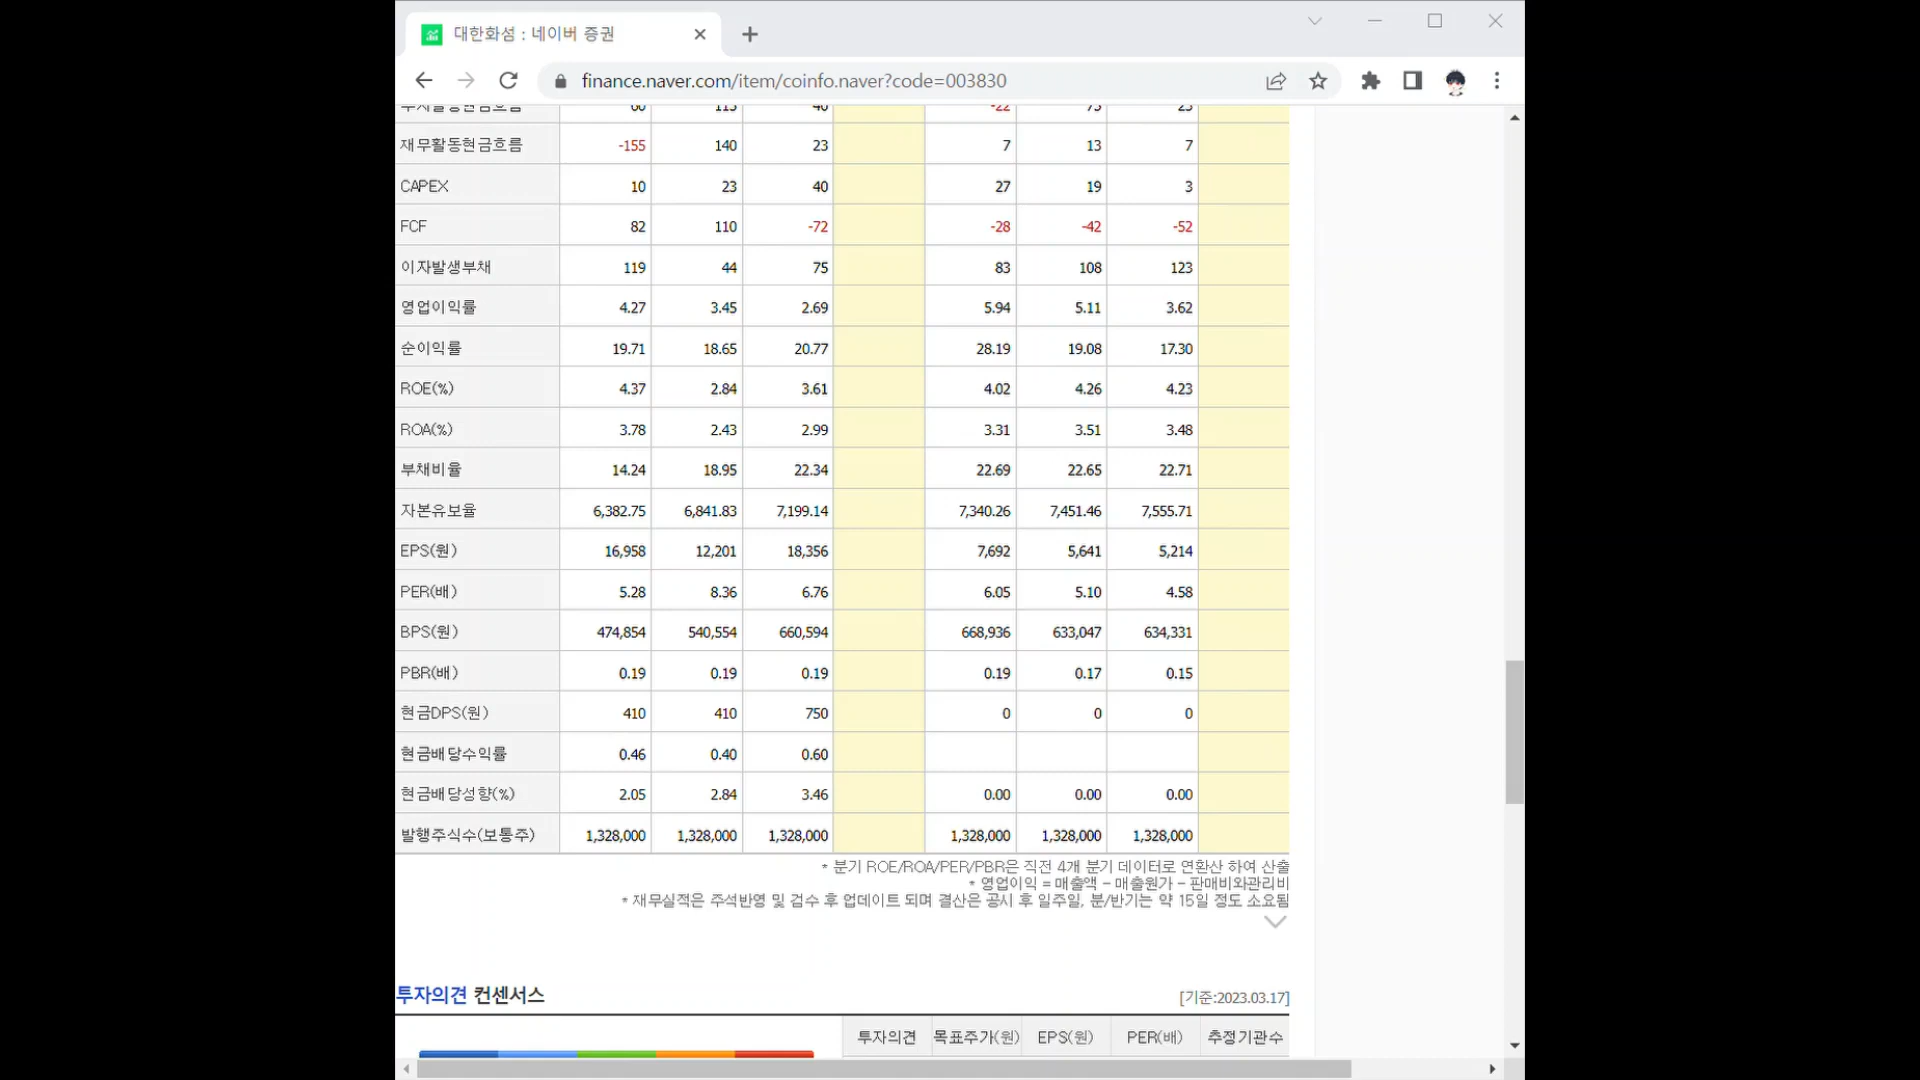 대한화섬 : 네이버 증권
finance.naver.com/item/coinfo.naver?code=003830
투자활동현금흐름 60 115 40 -22 75 25
재무활동현금흐름 -155 140 23 7 13 7
CAPEX 10 23 40 27 19 3
FCF 82 110 -72 -28 -42 -52
이자발생부채 119 44 75 83 108 123
영업이익률 4.27 3.45 2.69 5.94 5.11 3.62
순이익률 19.71 18.65 20.77 28.19 19.08 17.30
ROE(%) 4.37 2.84 3.61 4.02 4.26 4.23
ROA(%) 3.78 2.43 2.99 3.31 3.51 3.48
부채비율 14.24 18.95 22.34 22.69 22.65 22.71
자본유보율 6,382.75 6,841.83 7,199.14 7,340.26 7,451.46 7,555.71
EPS(원) 16,958 12,201 18,356 7,692 5,641 5,214
PER(배) 5.28 8.36 6.76 6.05 5.10 4.58
BPS(원) 474,854 540,554 660,594 668,936 633,047 634,331
PBR(배) 0.19 0.19 0.19 0.19 0.17 0.15
현금DPS(원) 410 410 750 0 0 0
현금배당수익률 0.46 0.40 0.60
현금배당성향(%) 2.05 2.84 3.46 0.00 0.00 0.00
발행주식수(보통주) 1,328,000 1,328,000 1,328,000 1,328,000 1,328,000 1,328,000
* 분기 ROE/ROA/PER/PBR은 직전 4개 분기 데이터로 연환산 하여 산출
* 영업이익 = 매출액 - 매출원가 - 판매비와관리비
* 재무실적은 주석반영 및 검수 후 업데이트 되며 결산은 공시 후 일주일, 분/반기는 약 15일 정도 소요됨
투자의견 컨센서스 [기준:2023.03.17]
투자의견 목표주가(원) EPS(원) PER(배) 추정기관수